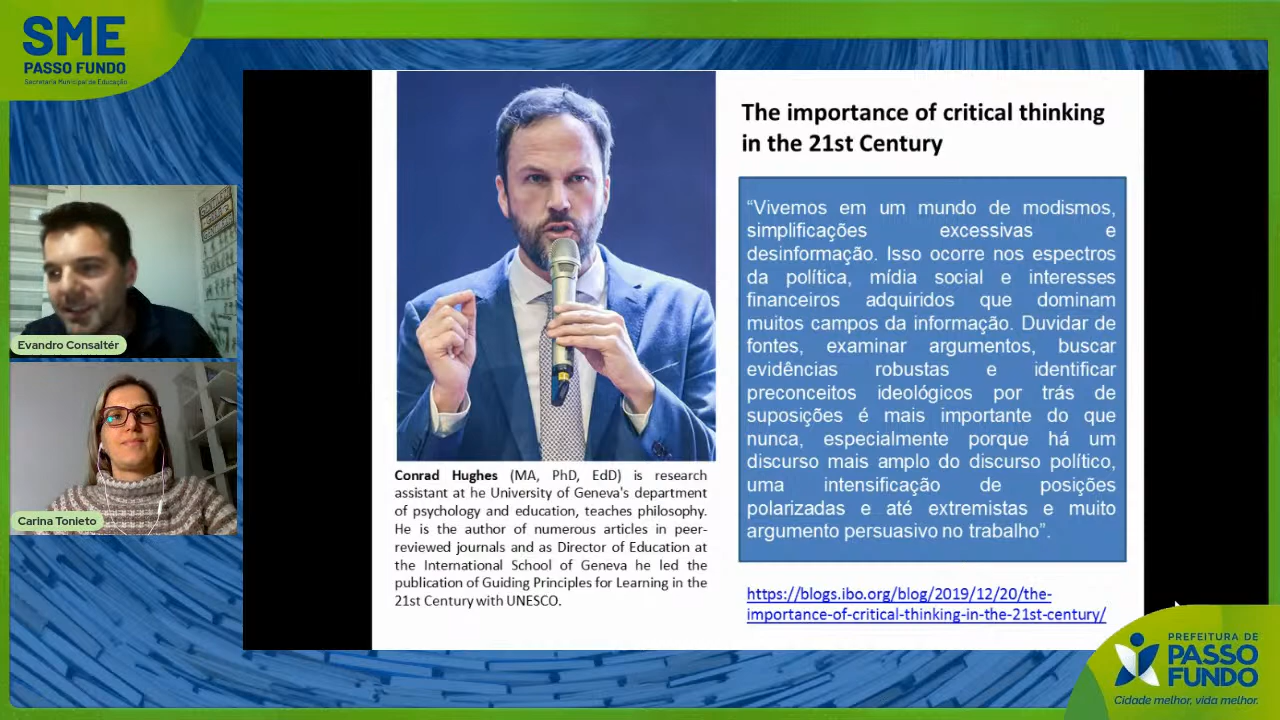 SME
PASSO FUNDO
Secretaria Municipal de Educação
Evandro Consaltér
Carina Tonieto
The importance of critical thinking
in the 21st Century
“Vivemos em um mundo de modismos,
simplificações excessivas e
desinformação. Isso ocorre nos espectros
da política, mídia social e interesses
financeiros adquiridos que dominam
muitos campos da informação. Duvidar de
fontes, examinar argumentos, buscar
evidências robustas e identificar
preconceitos ideológicos por trás de
suposições é mais importante do que
nunca, especialmente porque há um
discurso mais amplo do discurso político,
uma intensificação de posições
polarizadas e até extremistas e muito
argumento persuasivo no trabalho”.
Conrad Hughes (MA, PhD, EdD) is research
assistant at he University of Geneva's department
of psychology and education, teaches philosophy.
He is the author of numerous articles in peer-
reviewed journals and as Director of Education at
the International School of Geneva he led the
publication of Guiding Principles for Learning in the
21st Century with UNESCO.
https://blogs.ibo.org/blog/2019/12/20/the-
importance-of-critical-thinking-in-the-21st-century/
PREFEITURA DE
PASSO
FUNDO
Cidade melhor, vida melhor.